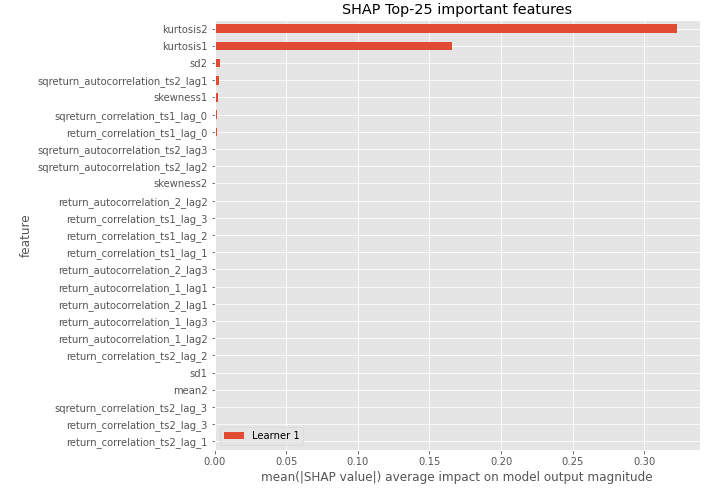 SHAP Top-25 important features
kurtosis2
kurtosis1
sd2
sqreturn_autocorrelation_ts2_lag1
skewness1
sqreturn_correlation_ts1_lag_0
return_correlation_ts1_lag_0
sqreturn_autocorrelation_ts2_lag3
sqreturn_autocorrelation_ts2_lag2
skewness2
return_autocorrelation_2_lag2
return_correlation_ts1_lag_3
return_correlation_ts1_lag_2
return_correlation_ts1_lag_1
return_autocorrelation_2_lag3
return_autocorrelation_1_lag1
return_autocorrelation_2_lag1
return_autocorrelation_1_lag3
return_autocorrelation_1_lag2
return_correlation_ts2_lag_2
sd1
mean2
sqreturn_correlation_ts2_lag_3
return_correlation_ts2_lag_3
return_correlation_ts2_lag_1
feature
Learner 1
0.00 0.05 0.10 0.15 0.20 0.25 0.30
mean(|SHAP value|) average impact on model output magnitude